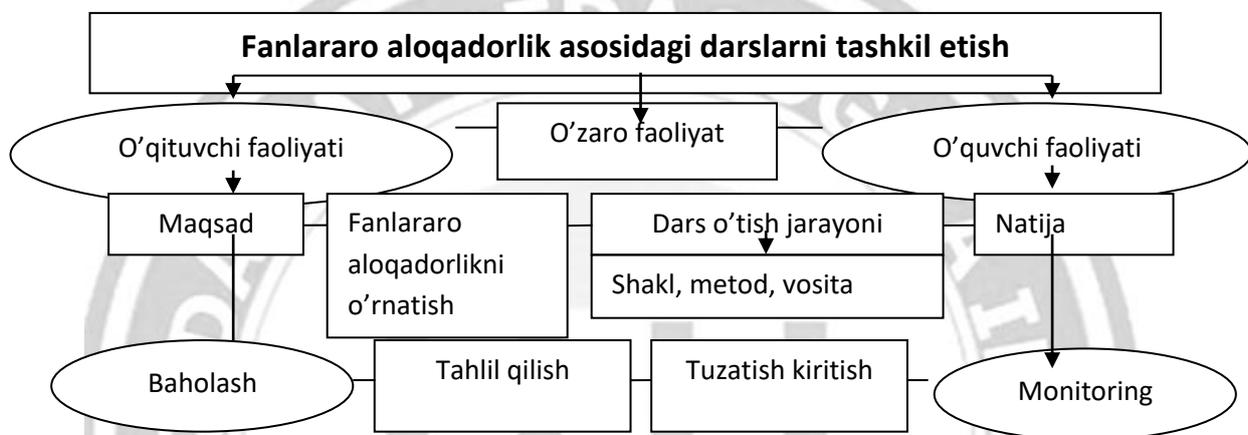 Fanlararo aloqadorlik asosidagi darslarni tashkil etish
O'qituvchi faoliyati
O'zaro faoliyat
O'quvchi faoliyati
Maqsad
Fanlararo
aloqadorlikni
o'rnatish
Dars o'tish jarayoni
Natija
Shakl, metod, vosita
Baholash
Tahlil qilish
Tuzatish kiritish
Monitoring